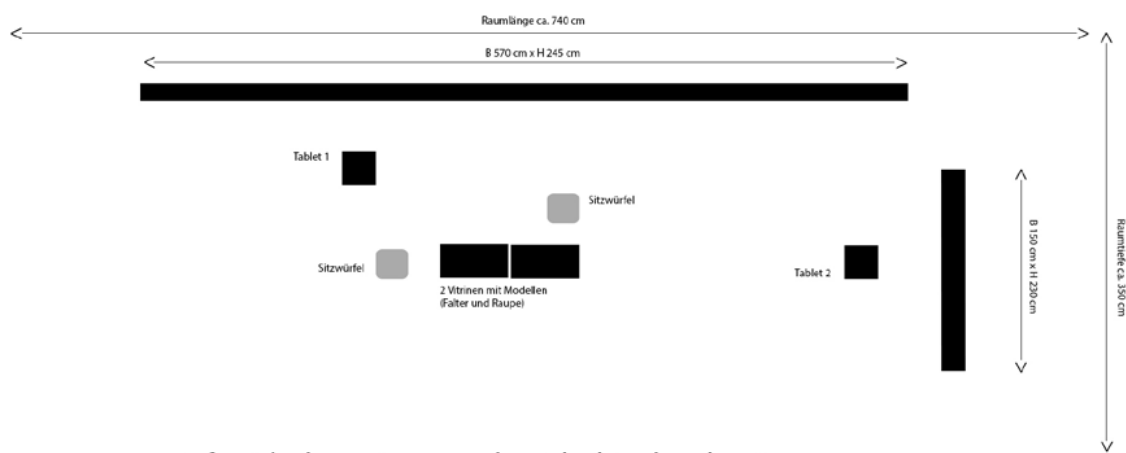 Raumlänge ca. 740 cm
B 570 cm x H 245 cm
Tablet 1
Sitzwürfel
Sitzwürfel
Tablet 2
2 Vitrinen mit Modellen
(Falter und Raupe)
B 150 cm x H 230 cm
Raumtiefe ca. 350 cm